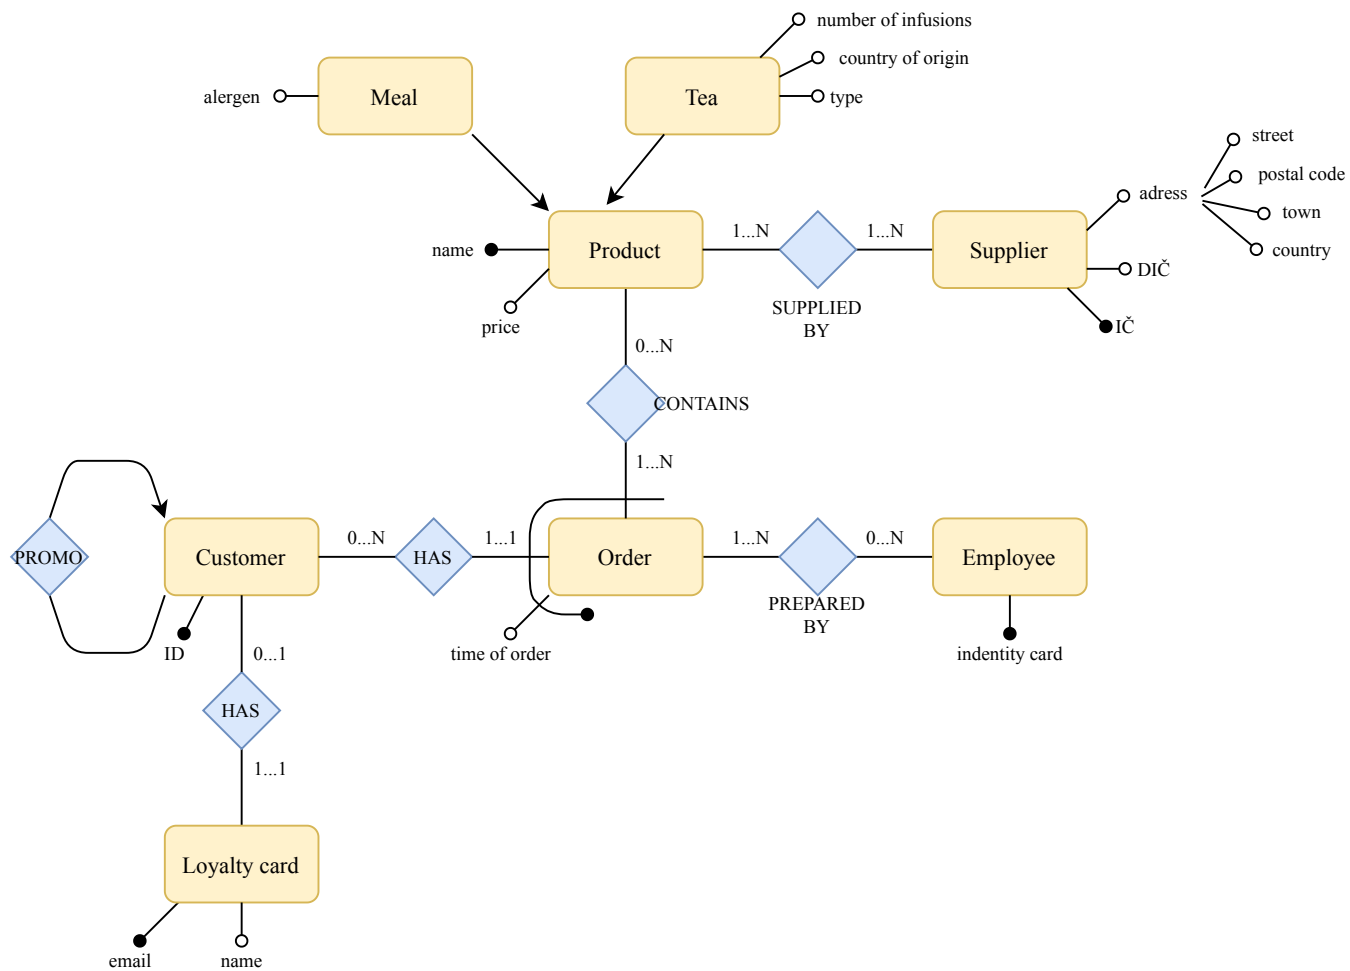 number of infusions
country of origin
alergen
Meal
Tea
type
street
postal code
adress
town
name
Product
1...N
1...N
Supplier
country
DIČ
price
SUPPLIED
BY
IČ
0...N
CONTAINS
1...N
PROMO
Customer
0...N
HAS
1...1
Order
1...N
0...N
Employee
PREPARED
BY
ID
0...1
time of order
indentity card
HAS
1...1
Loyalty card
email
name